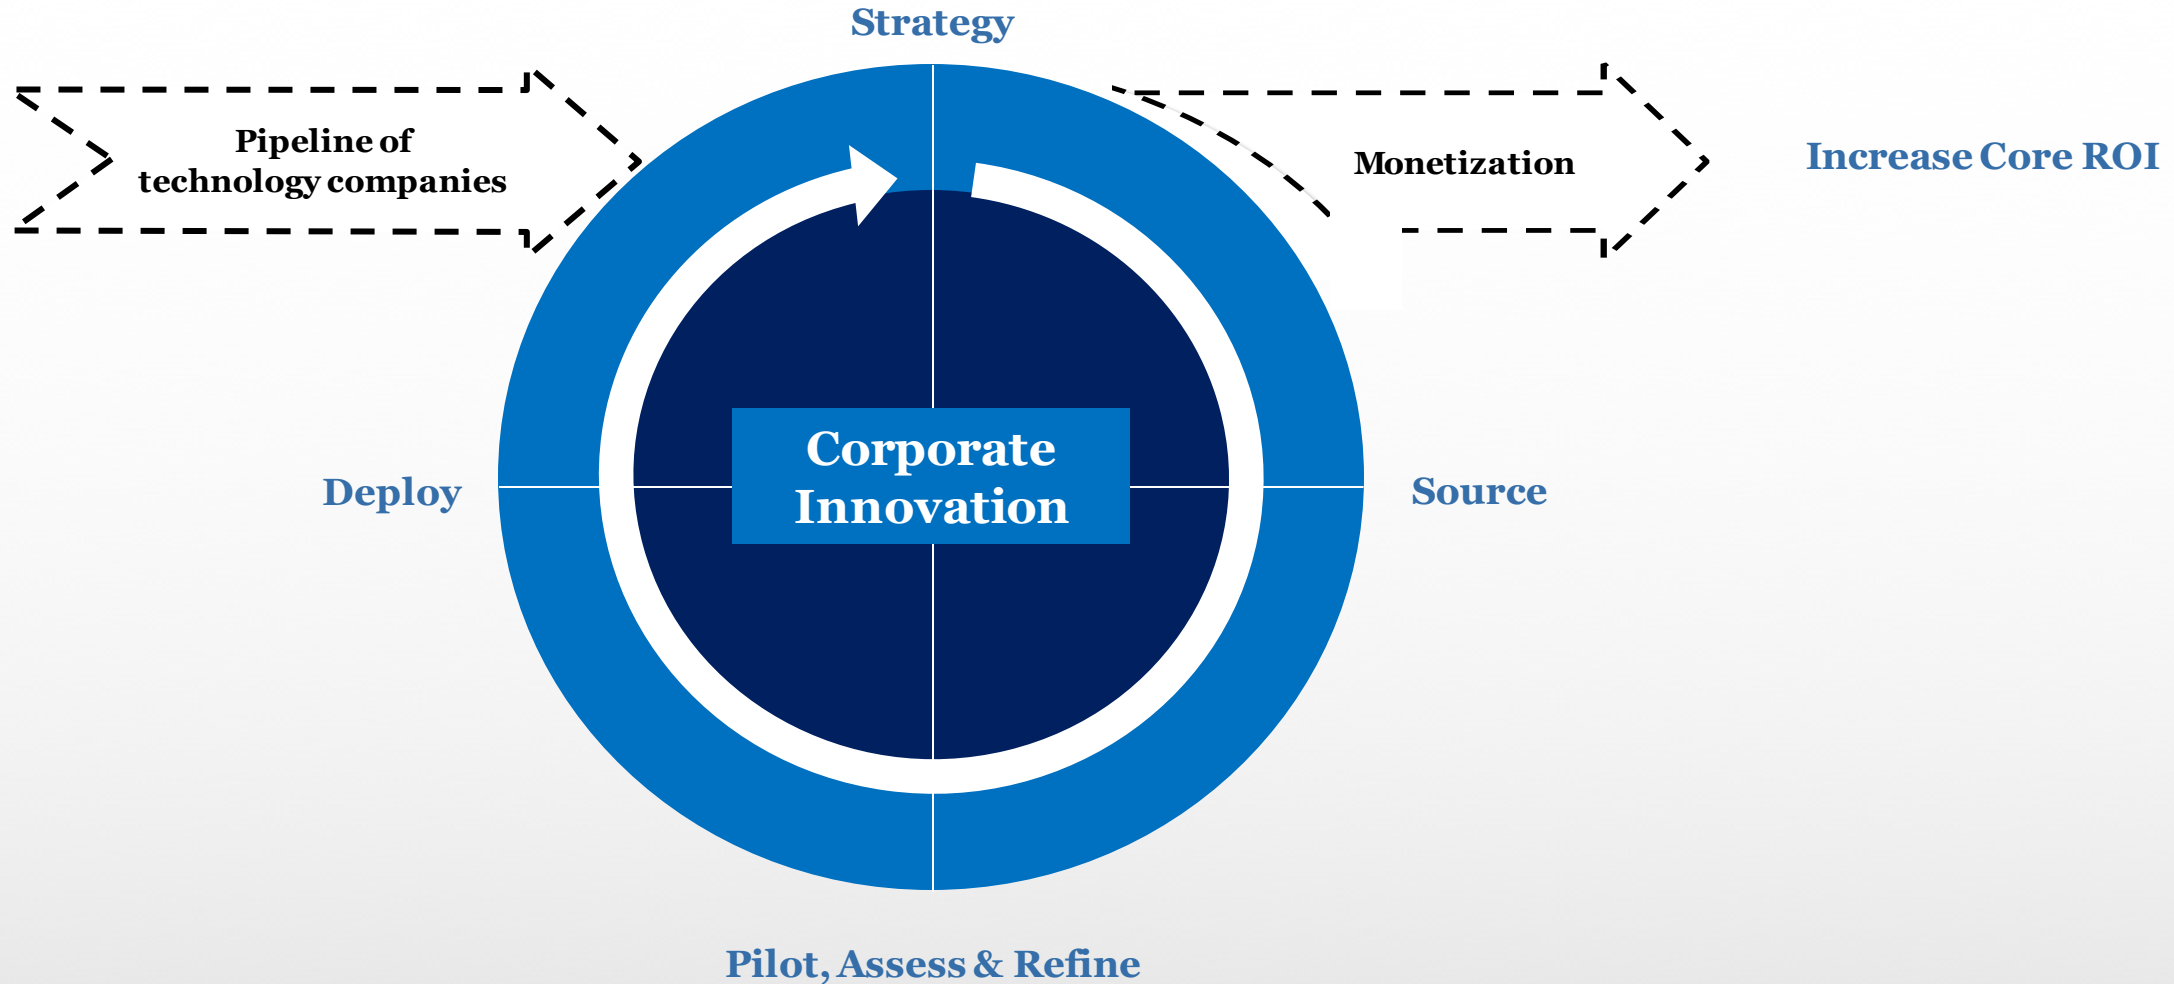 Strategy
Pipeline of
technology companies
Monetization
Increase Core ROI
Corporate
Innovation
Deploy
Source
Pilot, Assess & Refine